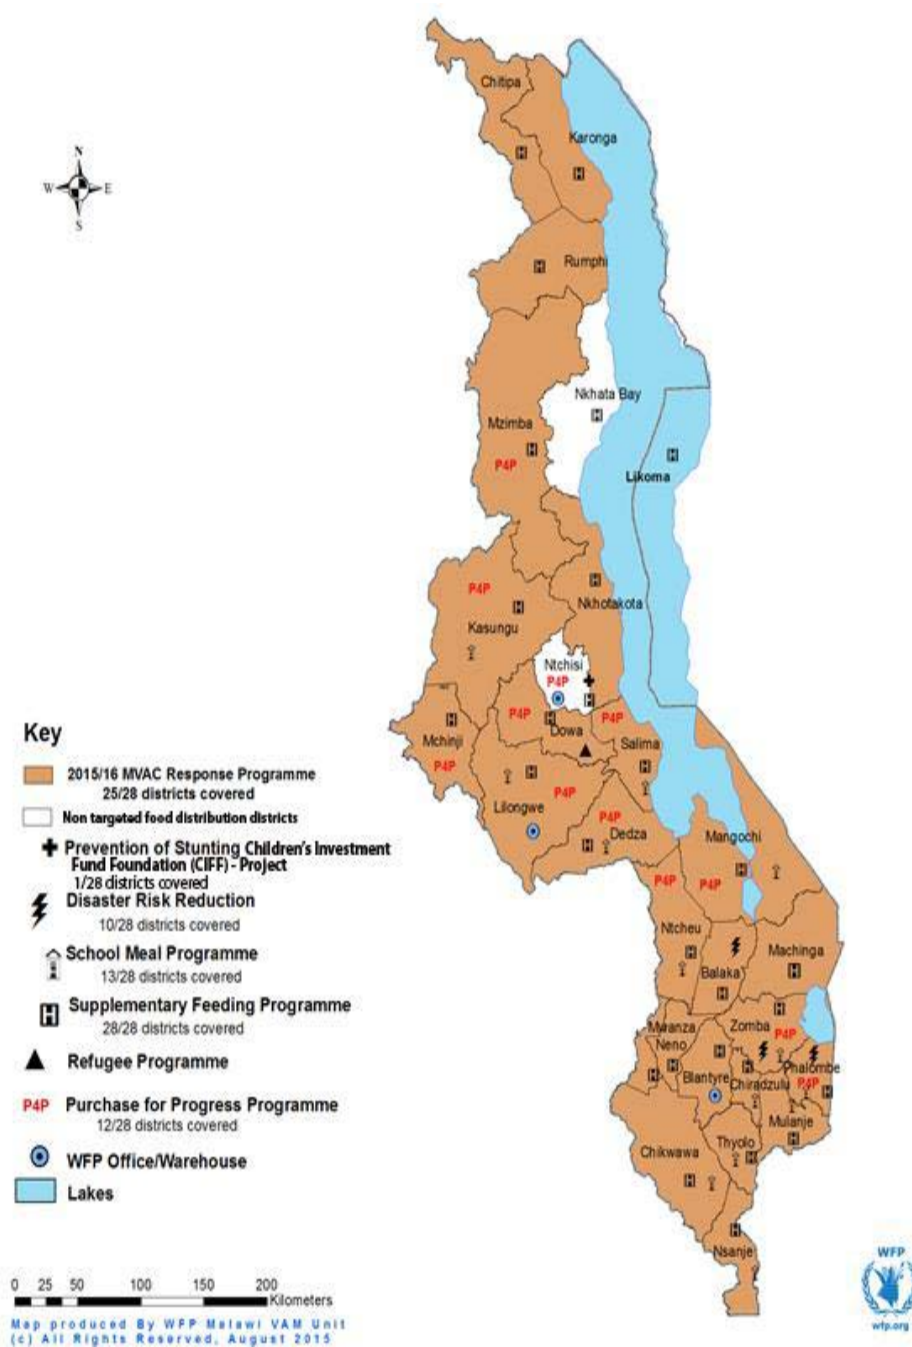 Chitipa
N
Karonga
W E
S
Rumphi
Nkhata Bay
Mzimba
P4P
Likoma
P4P
Nkhotakota
Kasungu
Ntchisi
P4P
P4P
P4P
Dowa
Key
Mchinji
Salima
P4P
2015/16 MVAC Response Programme
25/28 districts covered
P4P
Lilongwe
P4P
Non targeted food distribution districts
Dedza
Mangochi
Prevention of Stunting Children's Investment
Fund Foundation (CIFF) - Project
1/28 districts covered
P4P
P4P
Disaster Risk Reduction
10/28 districts covered
Ntcheu
School Meal Programme
13/28 districts covered
Machinga
Balaka
Supplementary Feeding Programme
28/28 districts covered
Mwanza
Zomba
P4P
Neno
Refugee Programme
Phalombe
Blantyre
Chiradzulu
P4P
Purchase for Progress Programme
12/28 districts covered
P4P
Mulanje
Thyolo
Chikwawa
WFP Office/Warehouse
Lakes
Nsanje
WFP
wfp.org
0 25 50 100 150 200
Kilometers
Map produced By WFP Malawi VAM Unit
(c) All Rights Reserved, August 2015